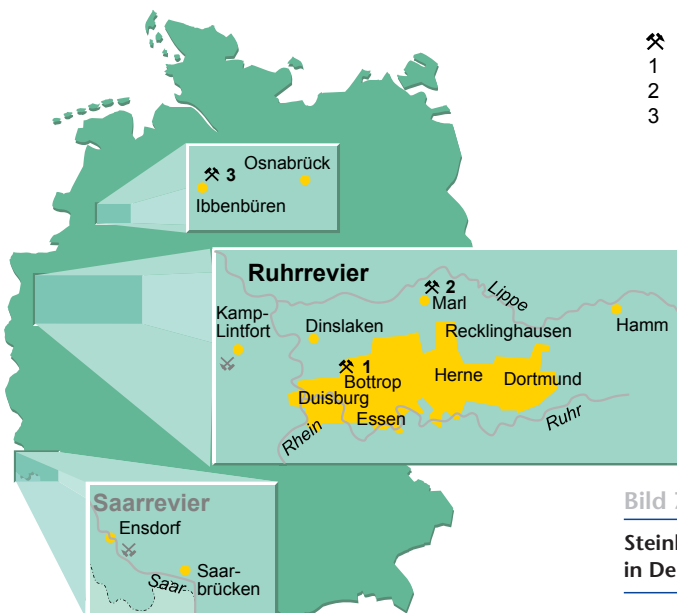 ⚒
1
2
3
Osnabrück
⚒ 3
Ibbenbüren
Ruhrrevier
⚒ 2
Marl
Lippe
Kamp-
Lintfort
Dinslaken
Recklinghausen
Hamm
⚒ 1
Bottrop
Herne
Dortmund
Duisburg
Essen
Rhein
Ruhr
Saarrevier
Ensdorf
Saar
Saar-
brücken
Bild
in De